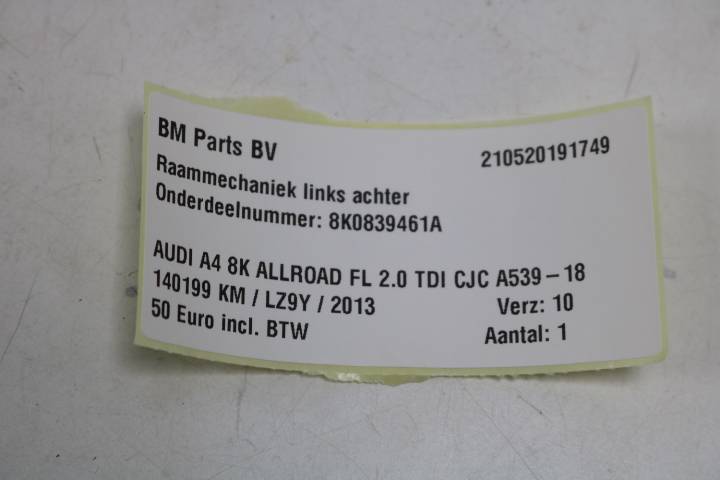 BM Parts BV 210520191749
Raammechaniek links achter
Onderdeelnummer: 8K0839461A
AUDI A4 8K ALLROAD FL 2.0 TDI CJC A539-18
140199 KM / LZ9Y / 2013 Verz: 10
50 Euro incl. BTW Aantal: 1